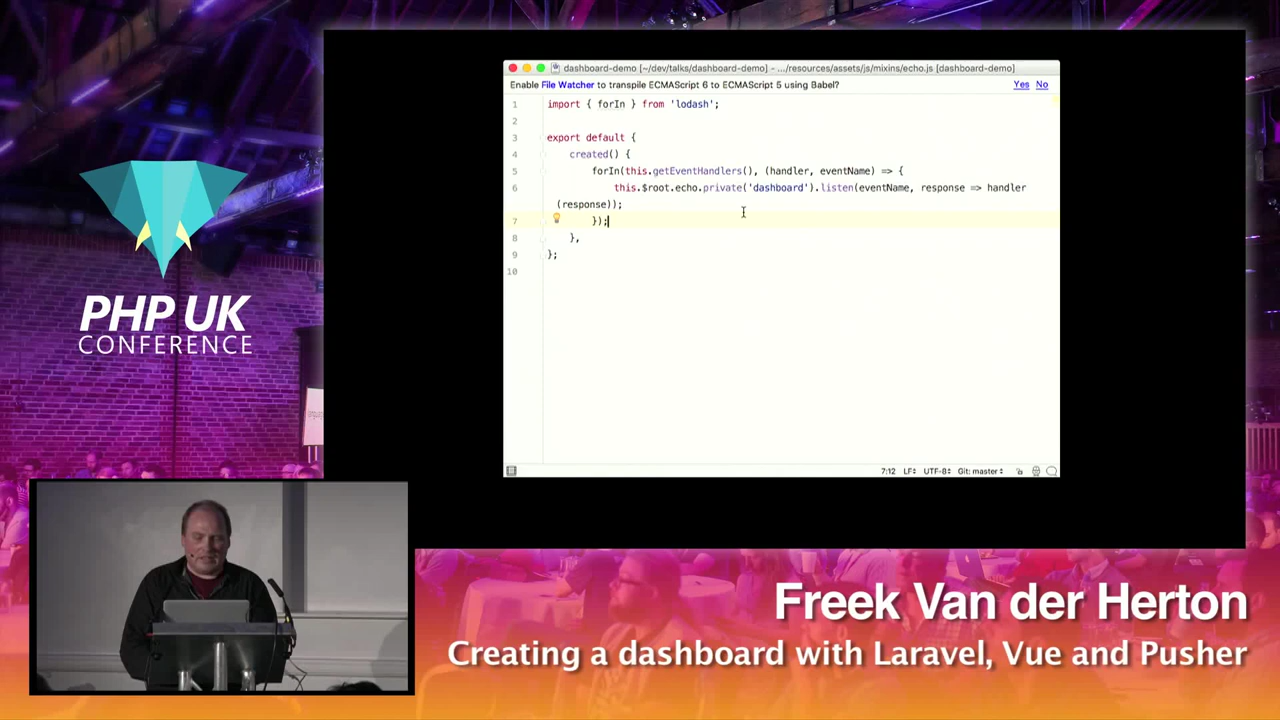 dashboard-demo [~/dev/talks/dashboard-demo] - .../resources/assets/js/mixins/echo.js [dashboard-demo]
Enable File Watcher to transpile ECMAScript 6 to ECMAScript 5 using Babel? Yes No
1 import { forIn } from 'lodash';
2
3 export default {
4 created() {
5 forIn(this.getEventHandlers(), (handler, eventName) => {
6 this.$root.echo.private('dashboard').listen(eventName, response => handler
(response));
7 });
8 },
9 };
10
7:12 LF÷ UTF-8÷ Git: master÷
PHP UK
CONFERENCE
Freek Van der Herton
Creating a dashboard with Laravel, Vue and Pusher